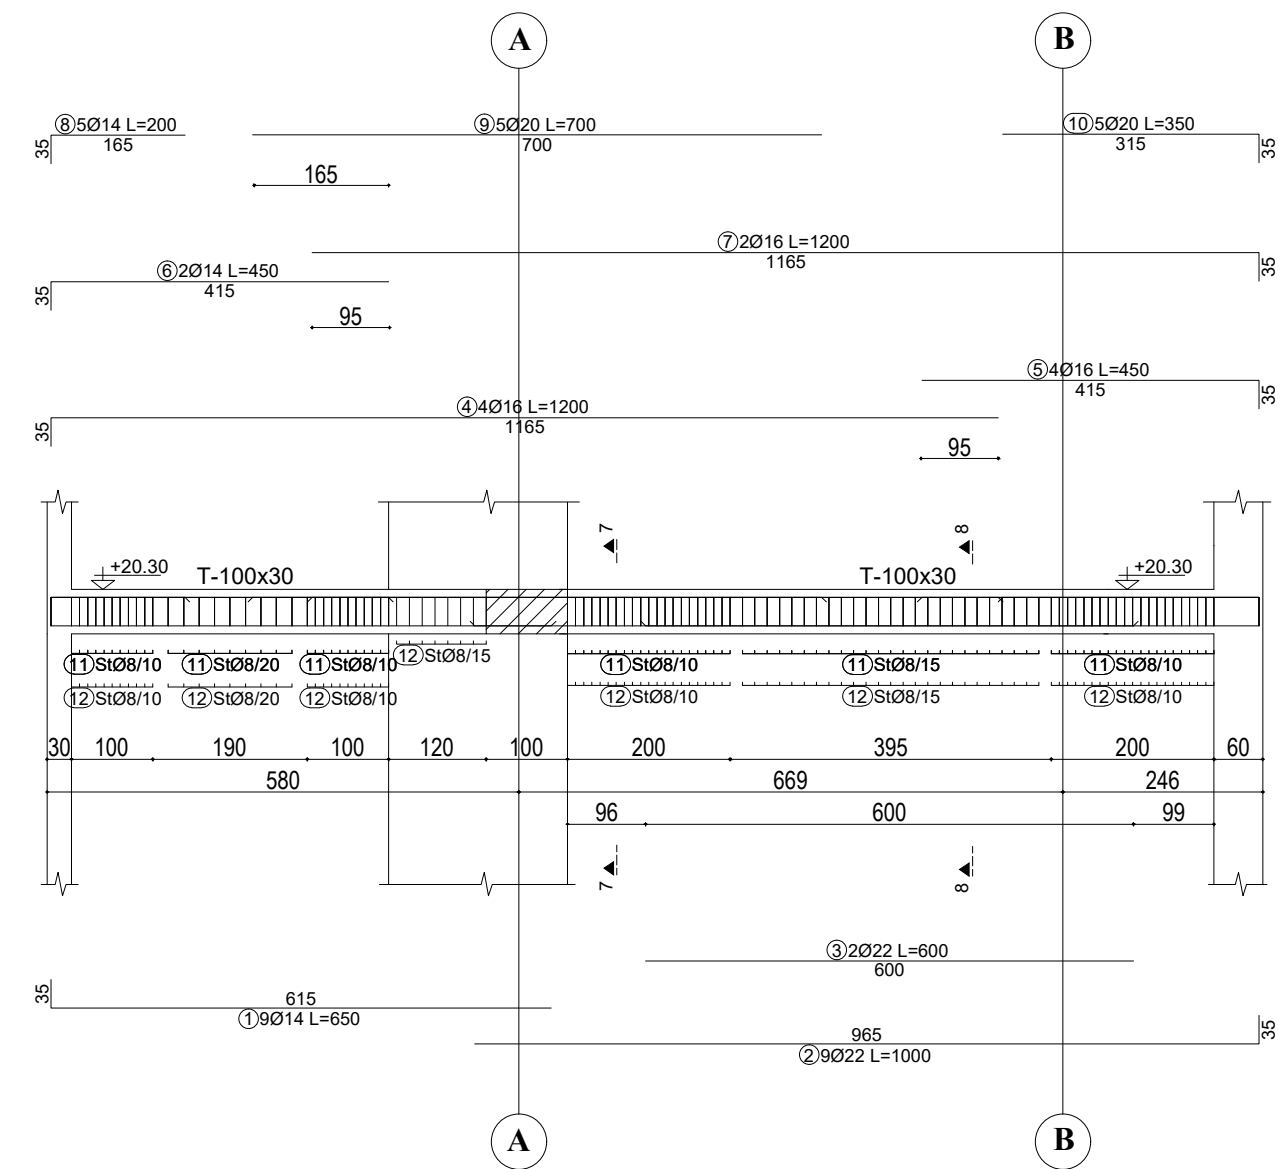 A B
⑧5Ø14 L=200
165
35
⑨5Ø20 L=700
700
⑩5Ø20 L=350
315
35
165
⑦2Ø16 L=1200
1165
35
⑥2Ø14 L=450
415
35
95
⑤4Ø16 L=450
415
35
④4Ø16 L=1200
1165
35
95
7 8
+20.30 T-100x30 T-100x30 +20.30
⑫StØ8/15
⑪StØ8/10 ⑪StØ8/20 ⑪StØ8/10 ⑪StØ8/10 ⑪StØ8/15 ⑪StØ8/10
⑫StØ8/10 ⑫StØ8/20 ⑫StØ8/10 ⑫StØ8/10 ⑫StØ8/15 ⑫StØ8/10
30 100 190 100 120 100 200 395 200 60
580 669 246
96 600 99
7 8
③2Ø22 L=600
600
35
615
①9Ø14 L=650
965
②9Ø22 L=1000
35
A B